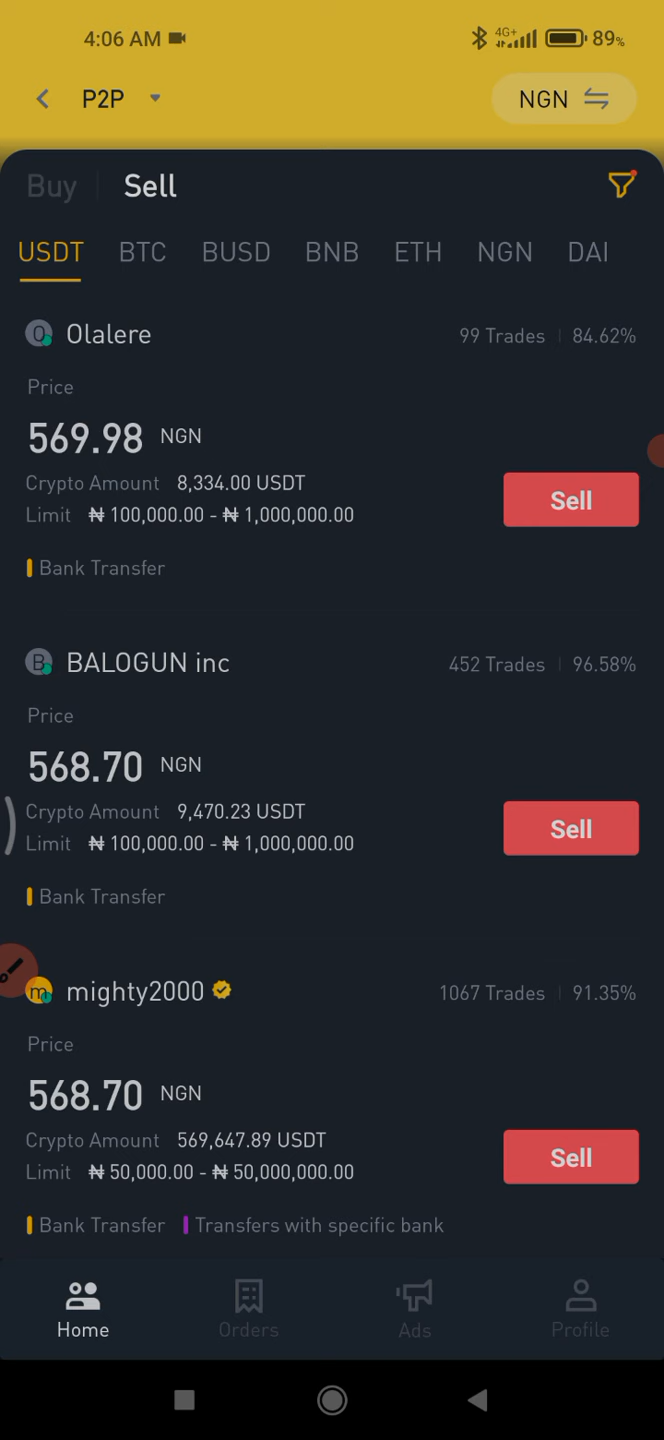 4:06 AM 4G+ 89%
P2P NGN
Buy Sell
USDT BTC BUSD BNB ETH NGN DAI
O Olalere 99 Trades 84.62%
Price
569.98 NGN
Crypto Amount 8,334.00 USDT
Limit ₦ 100,000.00 - ₦ 1,000,000.00
Sell
Bank Transfer
B BALOGUN inc 452 Trades 96.58%
Price
568.70 NGN
Crypto Amount 9,470.23 USDT
Limit ₦ 100,000.00 - ₦ 1,000,000.00
Sell
Bank Transfer
m mighty2000 1067 Trades 91.35%
Price
568.70 NGN
Crypto Amount 569,647.89 USDT
Limit ₦ 50,000.00 - ₦ 50,000,000.00
Sell
Bank Transfer Transfers with specific bank
Home Orders Ads Profile